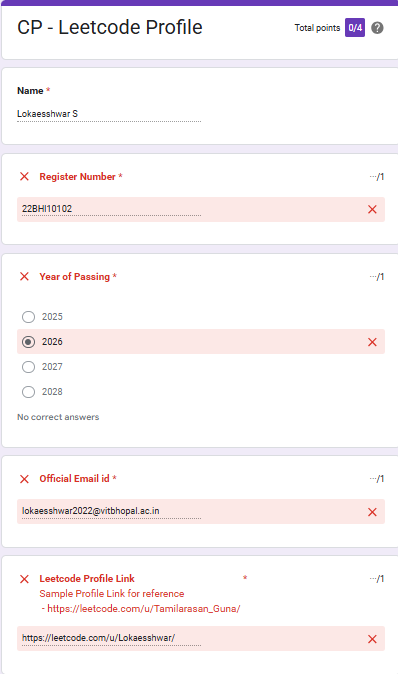 CP - Leetcode Profile
Total points 0/4 ?
Name *
Lokaesshwar S
Register Number *
···/1
22BHI10102
Year of Passing *
···/1
2025
2026
2027
2028
No correct answers
Official Email id *
···/1
lokaesshwar2022@vitbhopal.ac.in
Leetcode Profile Link *
···/1
Sample Profile Link for reference
- https://leetcode.com/u/Tamilarasan_Guna/
https://leetcode.com/u/Lokaesshwar/